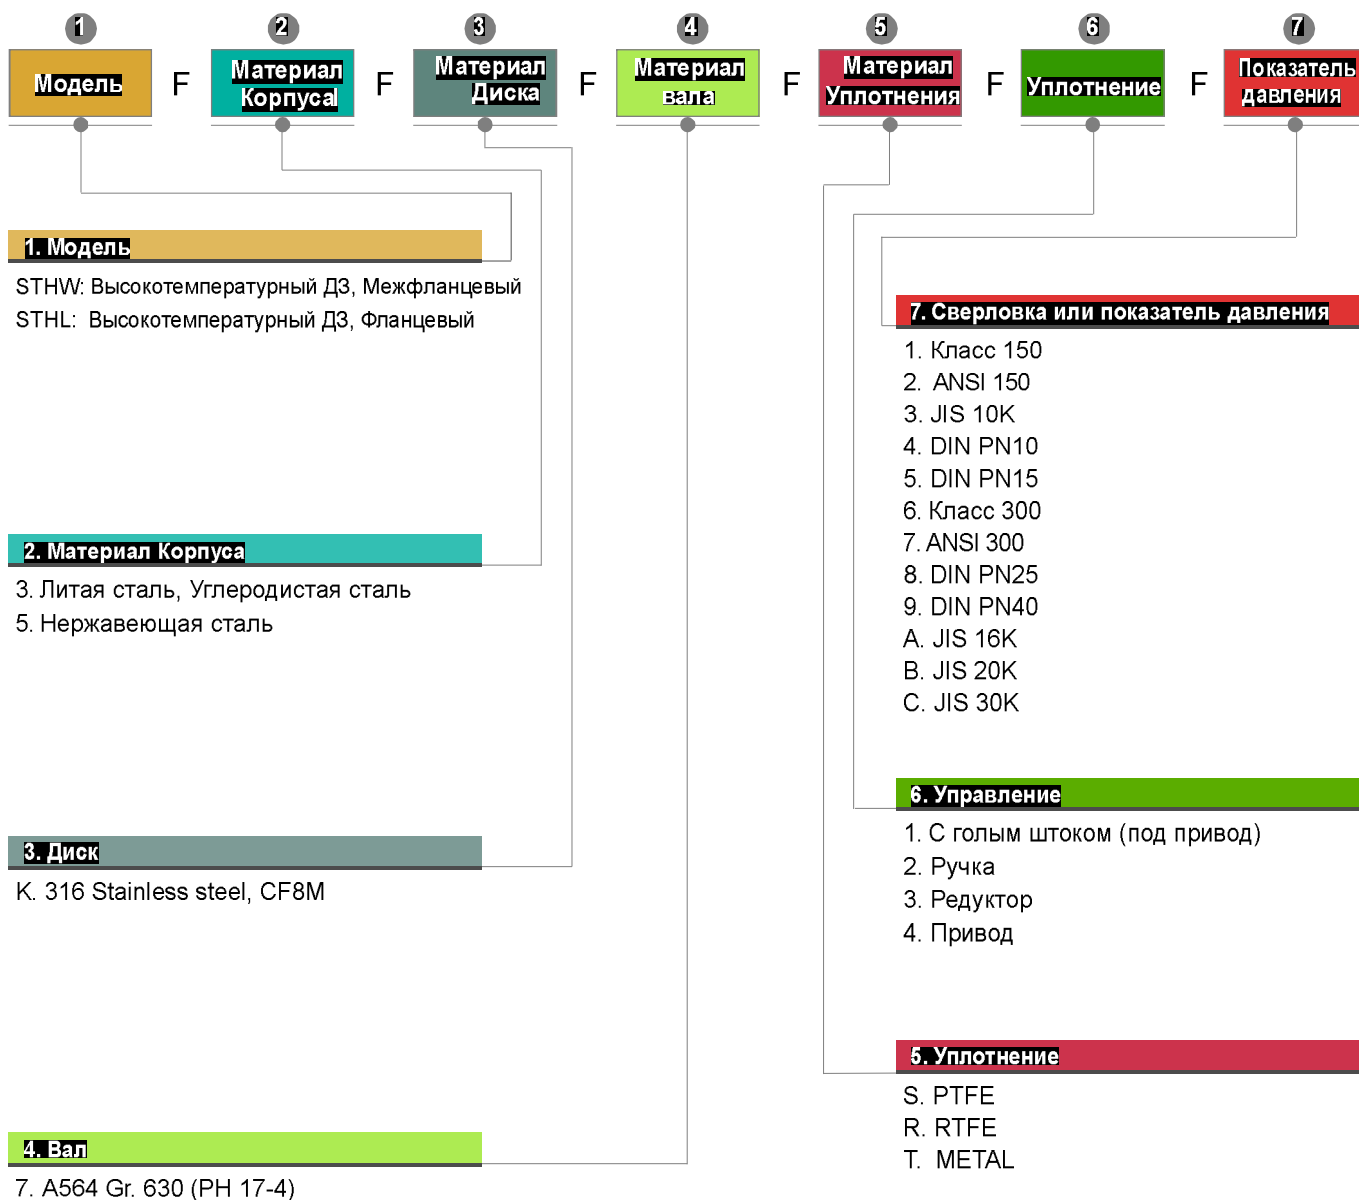 1 2 3 4 5 6 7
Модель F Материал Корпуса F Материал Диска F Материал вала F Материал Уплотнения F Уплотнение F Показатель давления
1. Модель
STHW: Высокотемпературный ДЗ, Межфланцевый
STHL: Высокотемпературный ДЗ, Фланцевый
2. Материал Корпуса
3. Литая сталь, Углеродистая сталь
5. Нержавеющая сталь
3. Диск
K. 316 Stainless steel, CF8M
4. Вал
7. A564 Gr. 630 (PH 17-4)
7. Сверловка или показатель давления
1. Класс 150
2. ANSI 150
3. JIS 10K
4. DIN PN10
5. DIN PN15
6. Класс 300
7. ANSI 300
8. DIN PN25
9. DIN PN40
A. JIS 16K
B. JIS 20K
C. JIS 30K
6. Управление
1. С голым штоком (под привод)
2. Ручка
3. Редуктор
4. Привод
5. Уплотнение
S. PTFE
R. RTFE
T. METAL